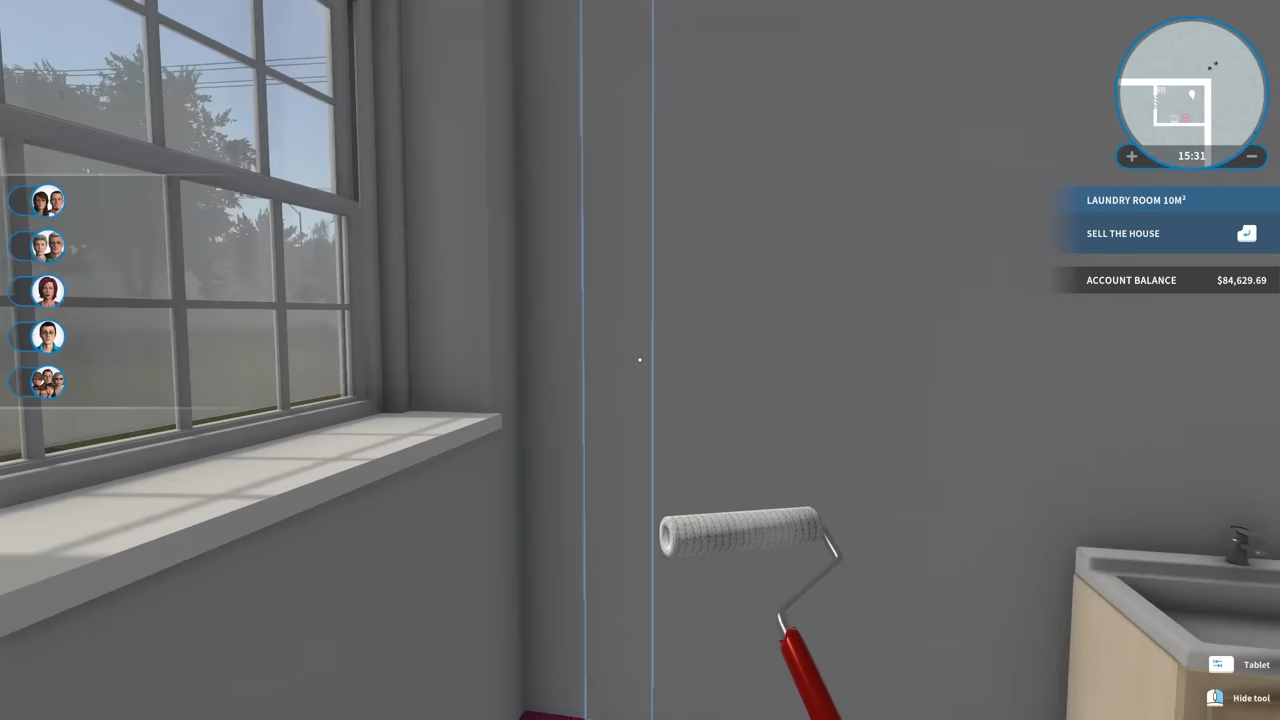 15:31
LAUNDRY ROOM 10M²
SELL THE HOUSE
ACCOUNT BALANCE $84,629.69
Tablet
Hide tool